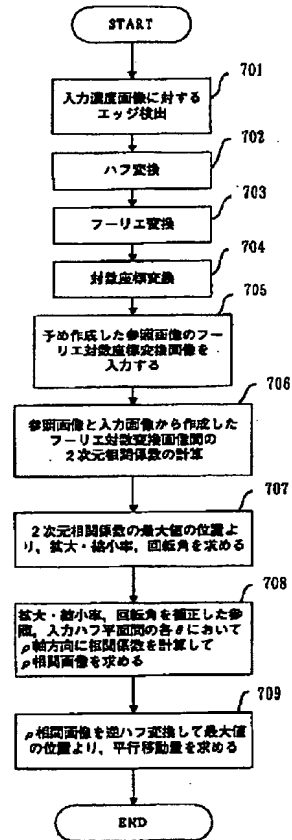 START
701
入力濃度画像に対する
エッジ検出
702
ハフ変換
703
フーリエ変換
704
対数座標変換
705
予め作成した参照画像のフー
リエ対数座標変換画像を
入力する
706
参照画像と入力画像から作成した
フーリエ対数変換画像間の
2次元相関係数の計算
707
2次元相関係数の最大値の位置よ
り，拡大・縮小率，回転角を求める
708
拡大・縮小率，回転角を補正した参
照，入力ハフ平面間の各θにおいて
ρ軸方向に相関係数を計算して
ρ相関画像を求める
709
ρ相関画像を逆ハフ変換して最大値
の位置より，平行移動量を求める
END